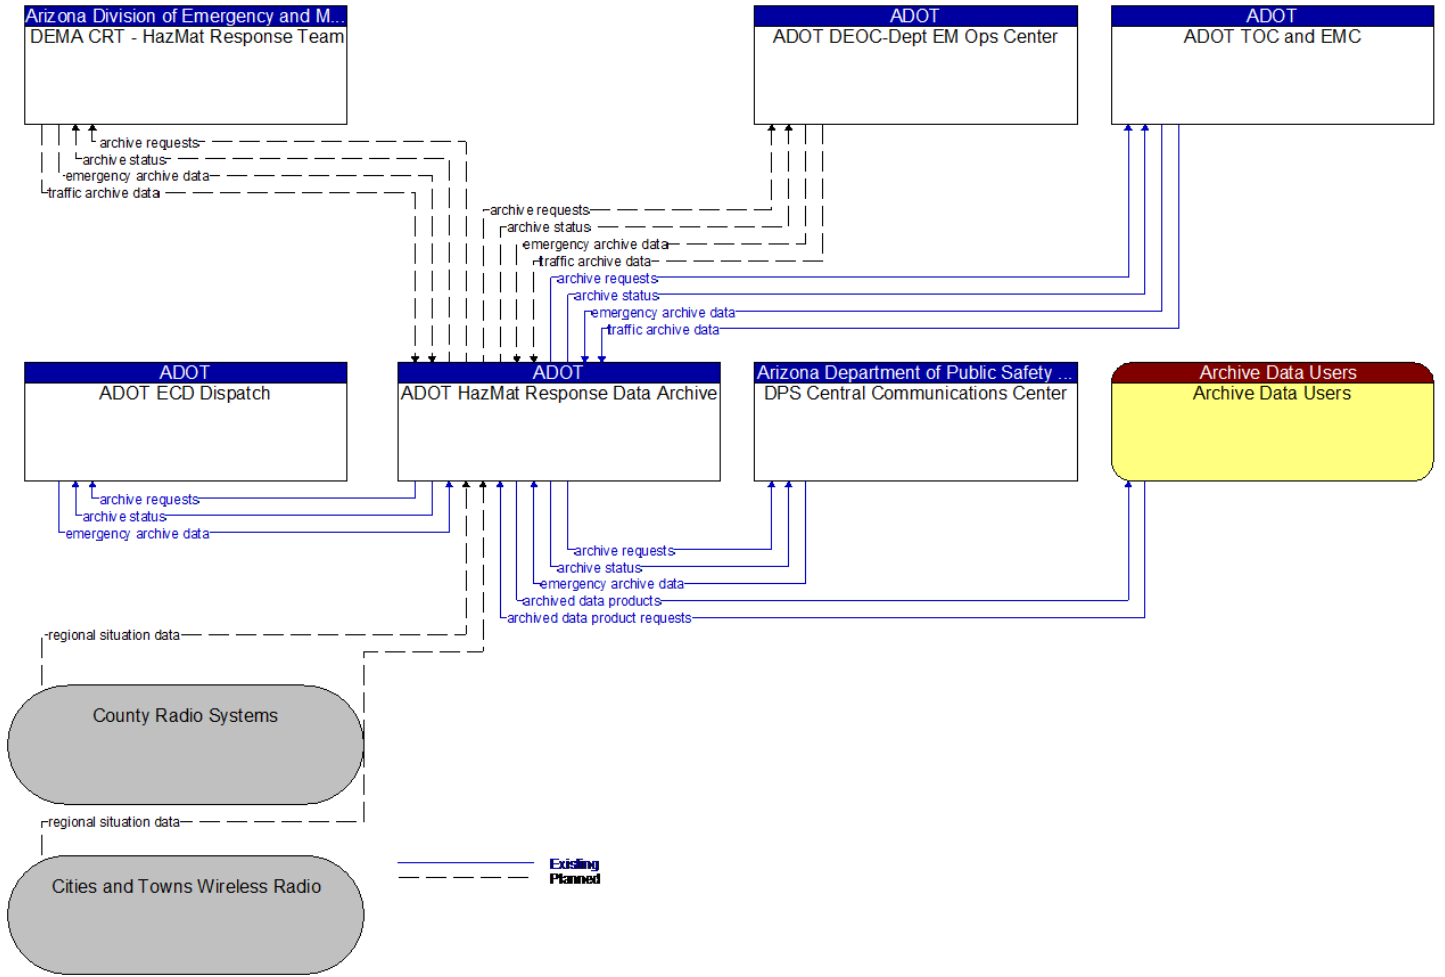 Arizona Division of Emergency and M...
DEMA CRT - HazMat Response Team
ADOT
ADOT DEOC-Dept EM Ops Center
ADOT
ADOT TOC and EMC
archive requests
archive status
emergency archive data
traffic archive data
archive requests
archive status
emergency archive data
traffic archive data
archive requests
archive status
emergency archive data
traffic archive data
ADOT
ADOT ECD Dispatch
ADOT
ADOT HazMat Response Data Archive
Arizona Department of Public Safety ...
DPS Central Communications Center
Archive Data Users
Archive Data Users
archive requests
archive status
emergency archive data
archive requests
archive status
emergency archive data
archived data products
archived data product requests
regional situation data
County Radio Systems
regional situation data
Cities and Towns Wireless Radio
Existing
Planned